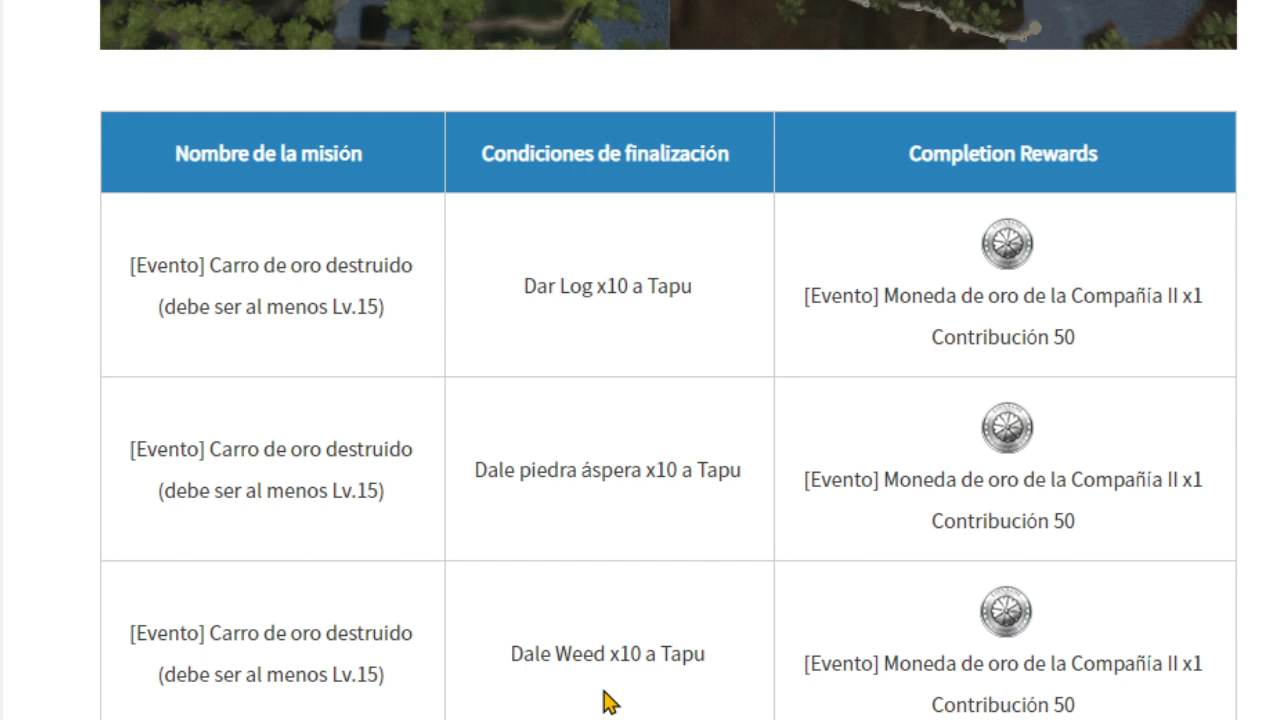 Nombre de la misión
Condiciones de finalización
Completion Rewards
[Evento] Carro de oro destruido
(debe ser al menos Lv.15)
Dar Log x10 a Tapu
[Evento] Moneda de oro de la Compañía II x1
Contribución 50
[Evento] Carro de oro destruido
(debe ser al menos Lv.15)
Dale piedra áspera x10 a Tapu
[Evento] Moneda de oro de la Compañía II x1
Contribución 50
[Evento] Carro de oro destruido
(debe ser al menos Lv.15)
Dale Weed x10 a Tapu
[Evento] Moneda de oro de la Compañía II x1
Contribución 50